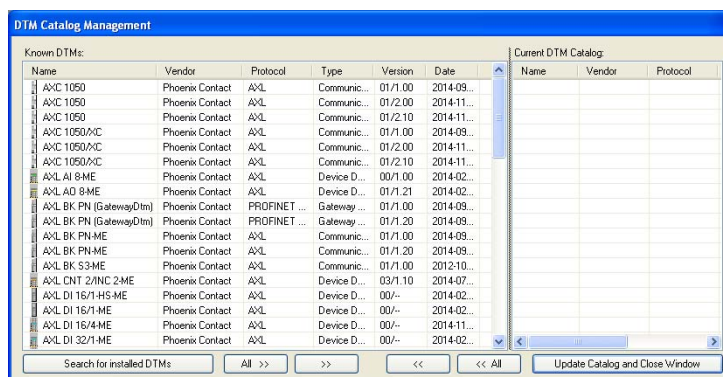 DTM Catalog Management
Known DTMs:
Current DTM Catalog:
Name Vendor Protocol Type Version Date
Name Vendor Protocol
AXC 1050 Phoenix Contact AXL Communic... 01/1.00 2014-09...
AXC 1050 Phoenix Contact AXL Communic... 01/2.00 2014-11...
AXC 1050 Phoenix Contact AXL Communic... 01/2.10 2014-11...
AXC 1050/XC Phoenix Contact AXL Communic... 01/1.00 2014-09...
AXC 1050/XC Phoenix Contact AXL Communic... 01/2.00 2014-11...
AXC 1050/XC Phoenix Contact AXL Communic... 01/2.10 2014-11...
AXL AI 8-ME Phoenix Contact AXL Device D... 00/1.00 2014-02...
AXL AO 8-ME Phoenix Contact AXL Device D... 01/1.21 2014-02...
AXL BK PN (GatewayDtm) Phoenix Contact PROFINET ... Gateway ... 01/1.00 2014-09...
AXL BK PN (GatewayDtm) Phoenix Contact PROFINET ... Gateway ... 01/1.20 2014-09...
AXL BK PN-ME Phoenix Contact AXL Communic... 01/1.00 2014-09...
AXL BK PN-ME Phoenix Contact AXL Communic... 01/1.20 2014-09...
AXL BK S3-ME Phoenix Contact AXL Communic... 01/1.00 2012-10...
AXL CNT 2/INC 2-ME Phoenix Contact AXL Device D... 03/1.10 2014-07...
AXL DI 16/1-HS-ME Phoenix Contact AXL Device D... 00/-- 2014-02...
AXL DI 16/1-ME Phoenix Contact AXL Device D... 00/-- 2014-02...
AXL DI 16/4-ME Phoenix Contact AXL Device D... 00/-- 2014-11...
AXL DI 32/1-ME Phoenix Contact AXL Device D... 00/-- 2014-02...
Search for installed DTMs All >> >> << << All Update Catalog and Close Window